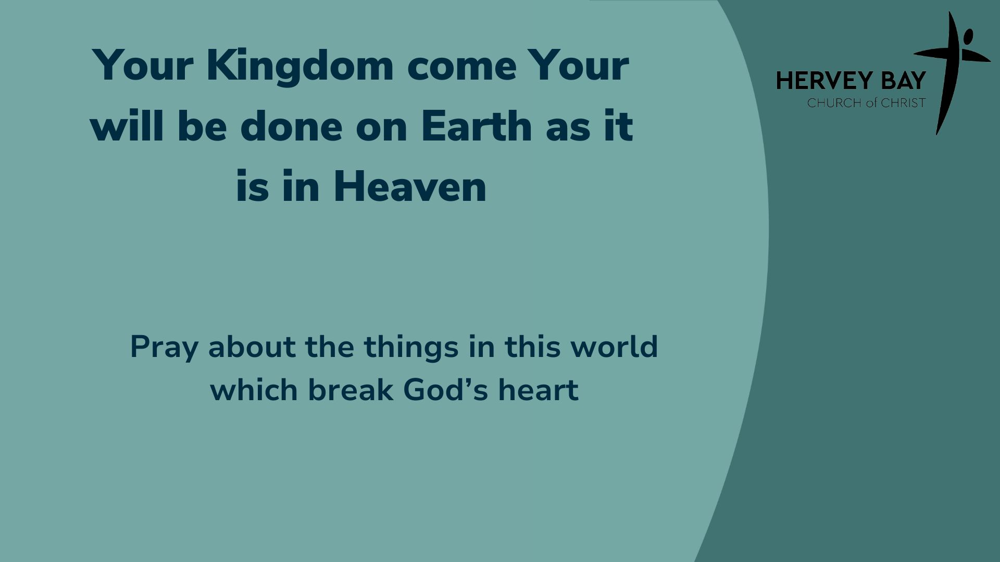 Your Kingdom come Your
will be done on Earth as it
is in Heaven
Pray about the things in this world
which break God’s heart
HERVEY BAY
CHURCH of CHRIST